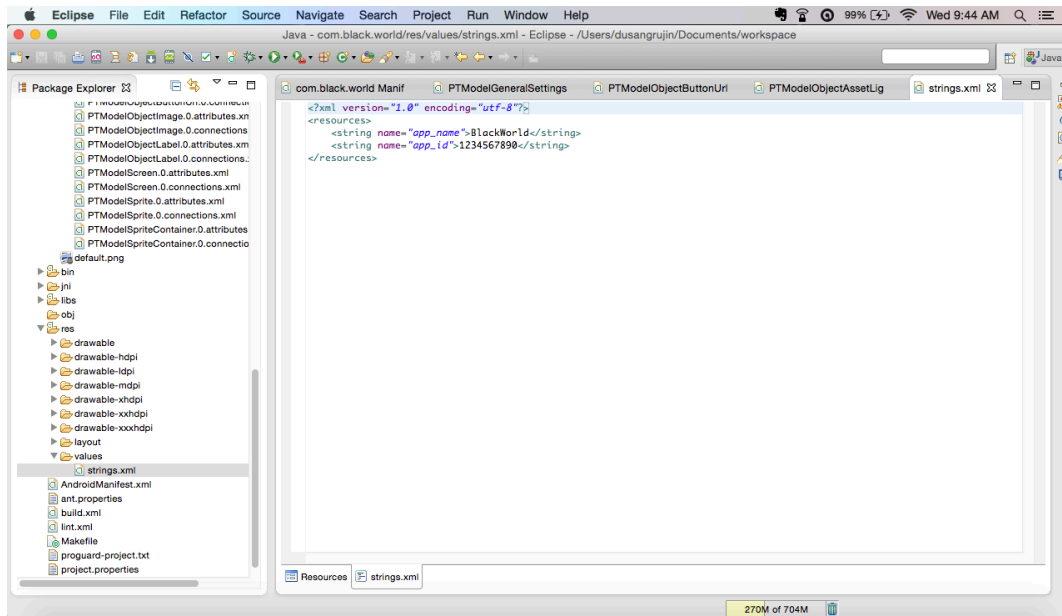 Eclipse File Edit Refactor Source Navigate Search Project Run Window Help 99% Wed 9:44 AM
Java - com.black.world/res/values/strings.xml - Eclipse - /Users/dusangrujin/Documents/workspace
Java
Package Explorer
PTModelObjectButtonUrl.0.connecti
PTModelObjectImage.0.attributes.xn
PTModelObjectImage.0.connections
PTModelObjectLabel.0.attributes.xm
PTModelObjectLabel.0.connections.
PTModelScreen.0.attributes.xml
PTModelScreen.0.connections.xml
PTModelSprite.0.attributes.xml
PTModelSprite.0.connections.xml
PTModelSpriteContainer.0.attributes
PTModelSpriteContainer.0.connectio
default.png
bin
jni
libs
obj
res
drawable
drawable-hdpi
drawable-ldpi
drawable-mdpi
drawable-xhdpi
drawable-xxhdpi
drawable-xxxhdpi
layout
values
strings.xml
AndroidManifest.xml
ant.properties
build.xml
lint.xml
Makefile
proguard-project.txt
project.properties
com.black.world Manif PTModelGeneralSettings PTModelObjectButtonUrl PTModelObjectAssetLig strings.xml
<?xml version="1.0" encoding="utf-8"?>
<resources>
<string name="app_name">BlackWorld</string>
<string name="app_id">1234567890</string>
</resources>
Resources strings.xml
270M of 704M